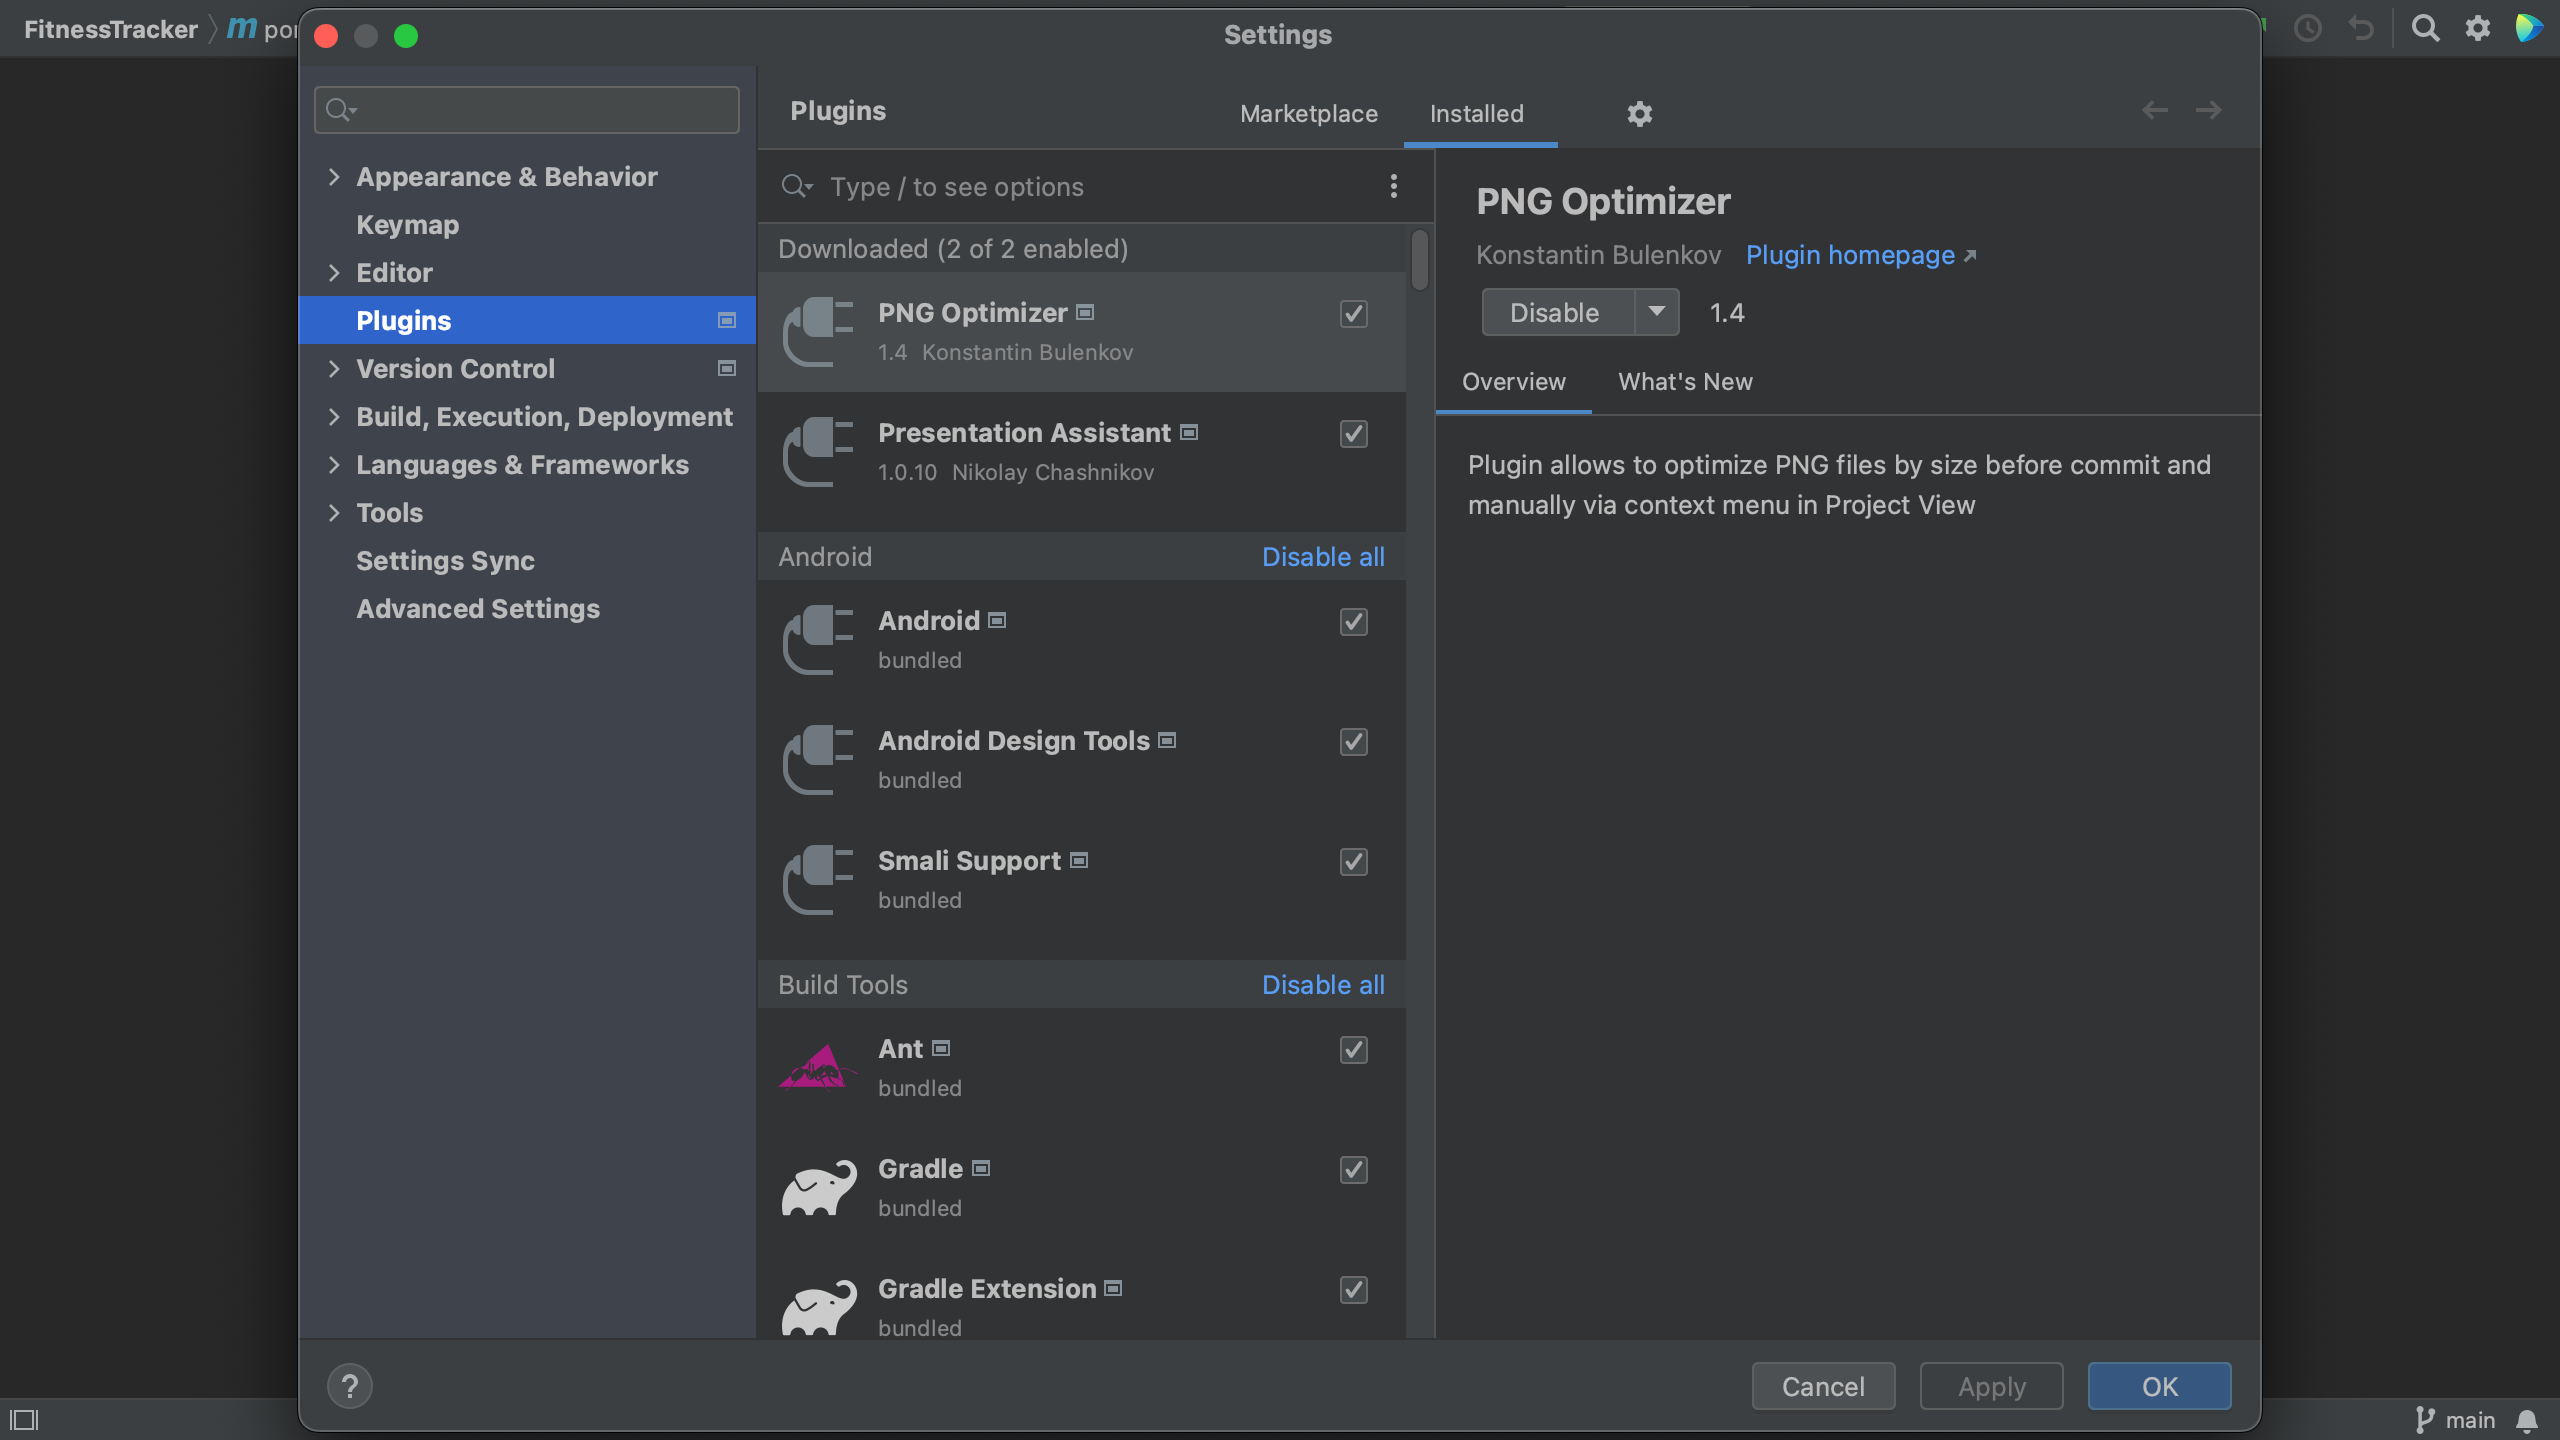 FitnessTracker
m
Settings
Appearance & Behavior
Keymap
Editor
Plugins
Version Control
Build, Execution, Deployment
Languages & Frameworks
Tools
Settings Sync
Advanced Settings
Plugins
Marketplace
Installed
Type / to see options
Downloaded (2 of 2 enabled)
PNG Optimizer
1.4 Konstantin Bulenkov
Presentation Assistant
1.0.10 Nikolay Chashnikov
Android
Disable all
Android
bundled
Android Design Tools
bundled
Smali Support
bundled
Build Tools
Disable all
Ant
bundled
Gradle
bundled
Gradle Extension
bundled
PNG Optimizer
Konstantin Bulenkov Plugin homepage
Disable
1.4
Overview
What's New
Plugin allows to optimize PNG files by size before commit and
manually via context menu in Project View
?
Cancel
Apply
OK
main